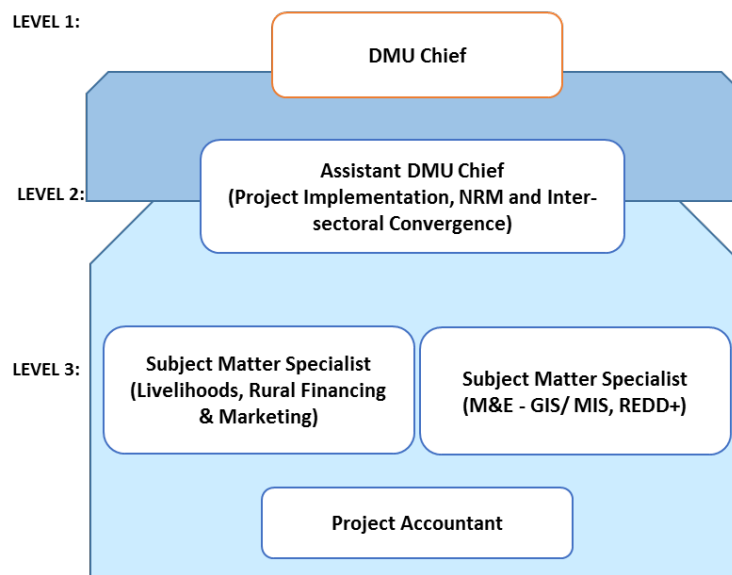 LEVEL 1:
DMU Chief
Assistant DMU Chief
(Project Implementation, NRM and Inter-
sectoral Convergence)
LEVEL 2:
LEVEL 3:
Subject Matter Specialist
(Livelihoods, Rural Financing
& Marketing)
Subject Matter Specialist
(M&E - GIS/ MIS, REDD+)
Project Accountant